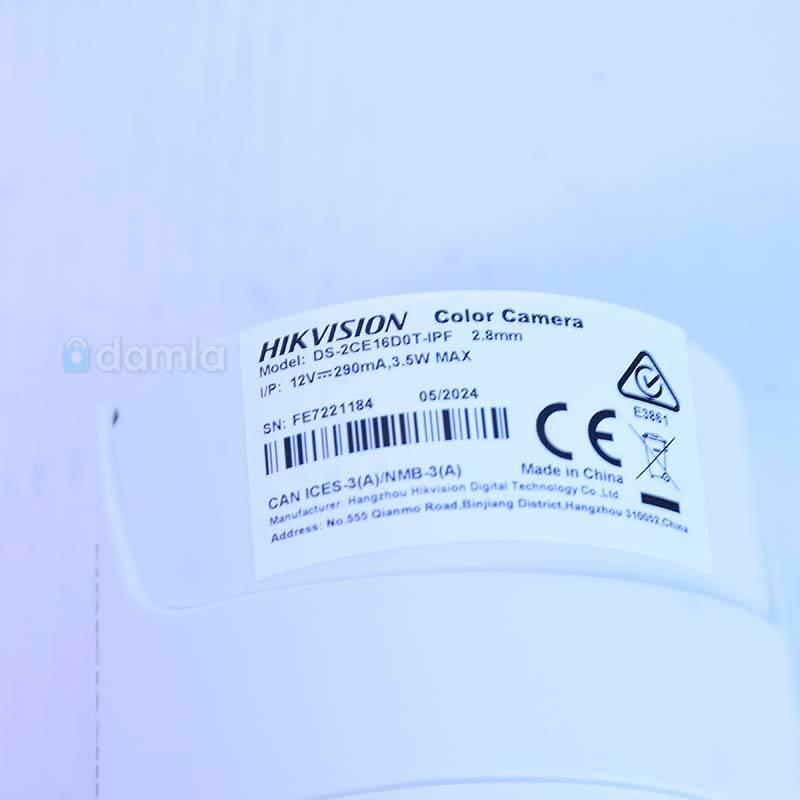 damla
HIKVISION Color Camera
Model: DS-2CE16D0T-IPF 2.8mm
I/P: 12V⎓290mA,3.5W MAX
SN: FE7221184 05/2024
E3861
CAN ICES-3(A)/NMB-3(A) Made in China
Manufacturer: Hangzhou Hikvision Digital Technology Co.,Ltd.
Address: No.555 Qianmo Road,Binjiang District,Hangzhou 310052,China